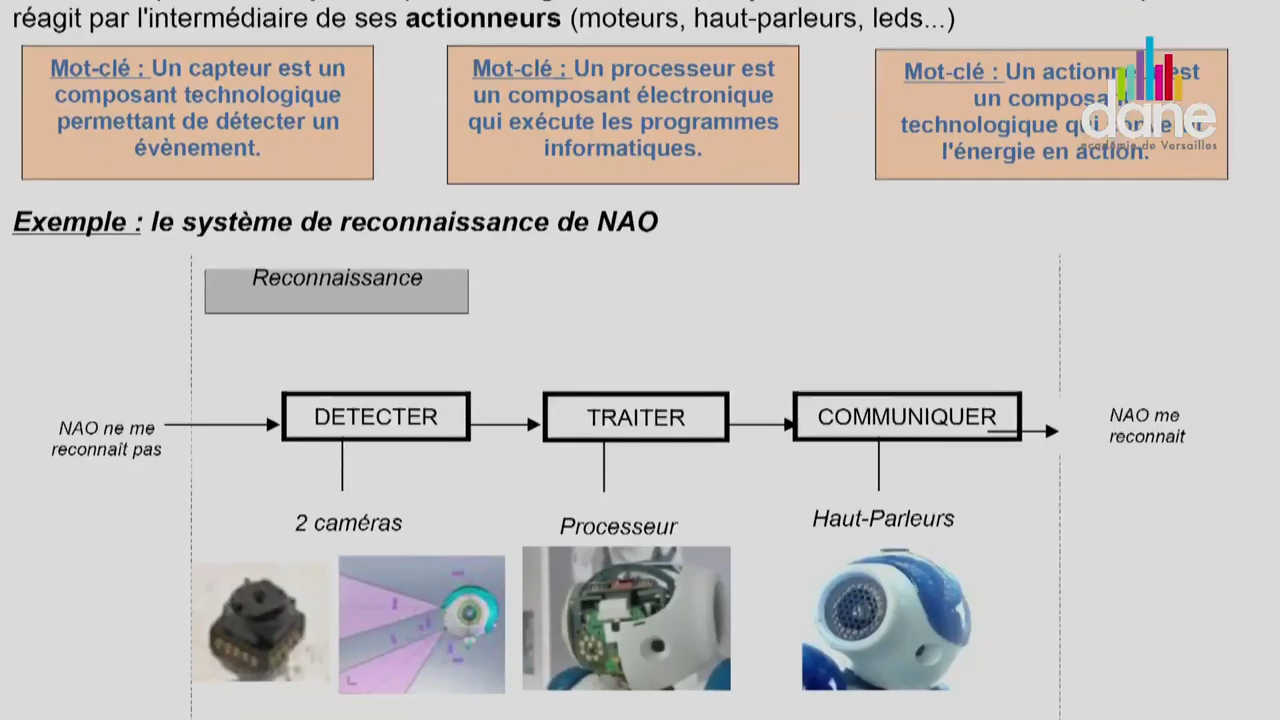 réagit par l'intermédiaire de ses actionneurs (moteurs, haut-parleurs, leds...)
Mot-clé : Un capteur est un
composant technologique
permettant de détecter un
évènement.
Mot-clé : Un processeur est
un composant électronique
qui exécute les programmes
informatiques.
Mot-clé : Un est
un
technologique qui
l'énergie en action.
dane
académie de Versailles
Exemple : le système de reconnaissance de NAO
Reconnaissance
NAO ne me
reconnaît pas
DETECTER
TRAITER
COMMUNIQUER
NAO me
reconnait
2 caméras
Processeur
Haut-Parleurs